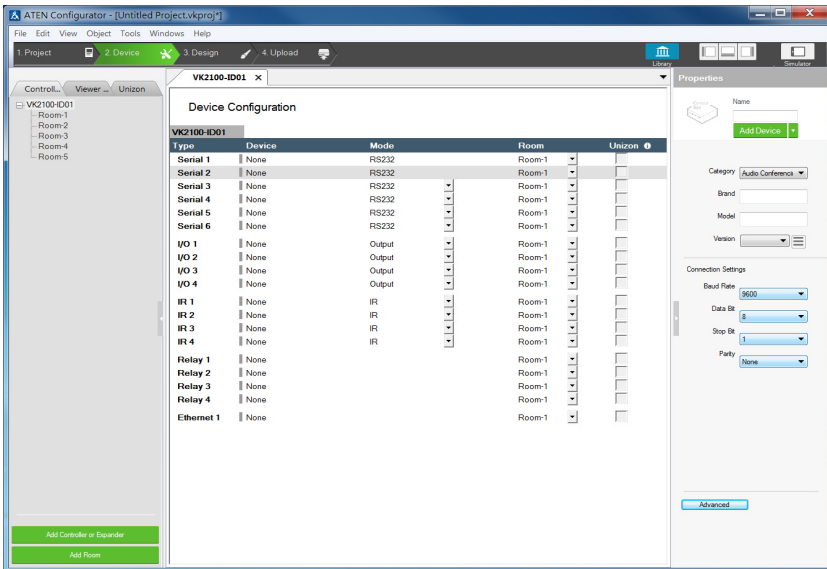 ATEN Configurator - [Untitled Project.vkproj*]
File Edit View Object Tools Windows Help
1. Project 2. Device 3. Design 4. Upload Library Simulator
Controll... Viewer ... Unizon
VK2100-ID01
Room-1
Room-2
Room-3
Room-4
Room-5
Add Controller or Expander
Add Room
VK2100-ID01 ×
Device Configuration
VK2100-ID01
Type Device Mode Room Unizon
Serial 1 None RS232 Room-1
Serial 2 None RS232 Room-1
Serial 3 None RS232 Room-1
Serial 4 None RS232 Room-1
Serial 5 None RS232 Room-1
Serial 6 None RS232 Room-1
I/O 1 None Output Room-1
I/O 2 None Output Room-1
I/O 3 None Output Room-1
I/O 4 None Output Room-1
IR 1 None IR Room-1
IR 2 None IR Room-1
IR 3 None IR Room-1
IR 4 None IR Room-1
Relay 1 None Room-1
Relay 2 None Room-1
Relay 3 None Room-1
Relay 4 None Room-1
Ethernet 1 None Room-1
Properties
Name
Add Device
Category Audio Conferencir
Brand
Model
Version
Connection Settings
Baud Rate 9600
Data Bit 8
Stop Bit 1
Parity None
Advanced